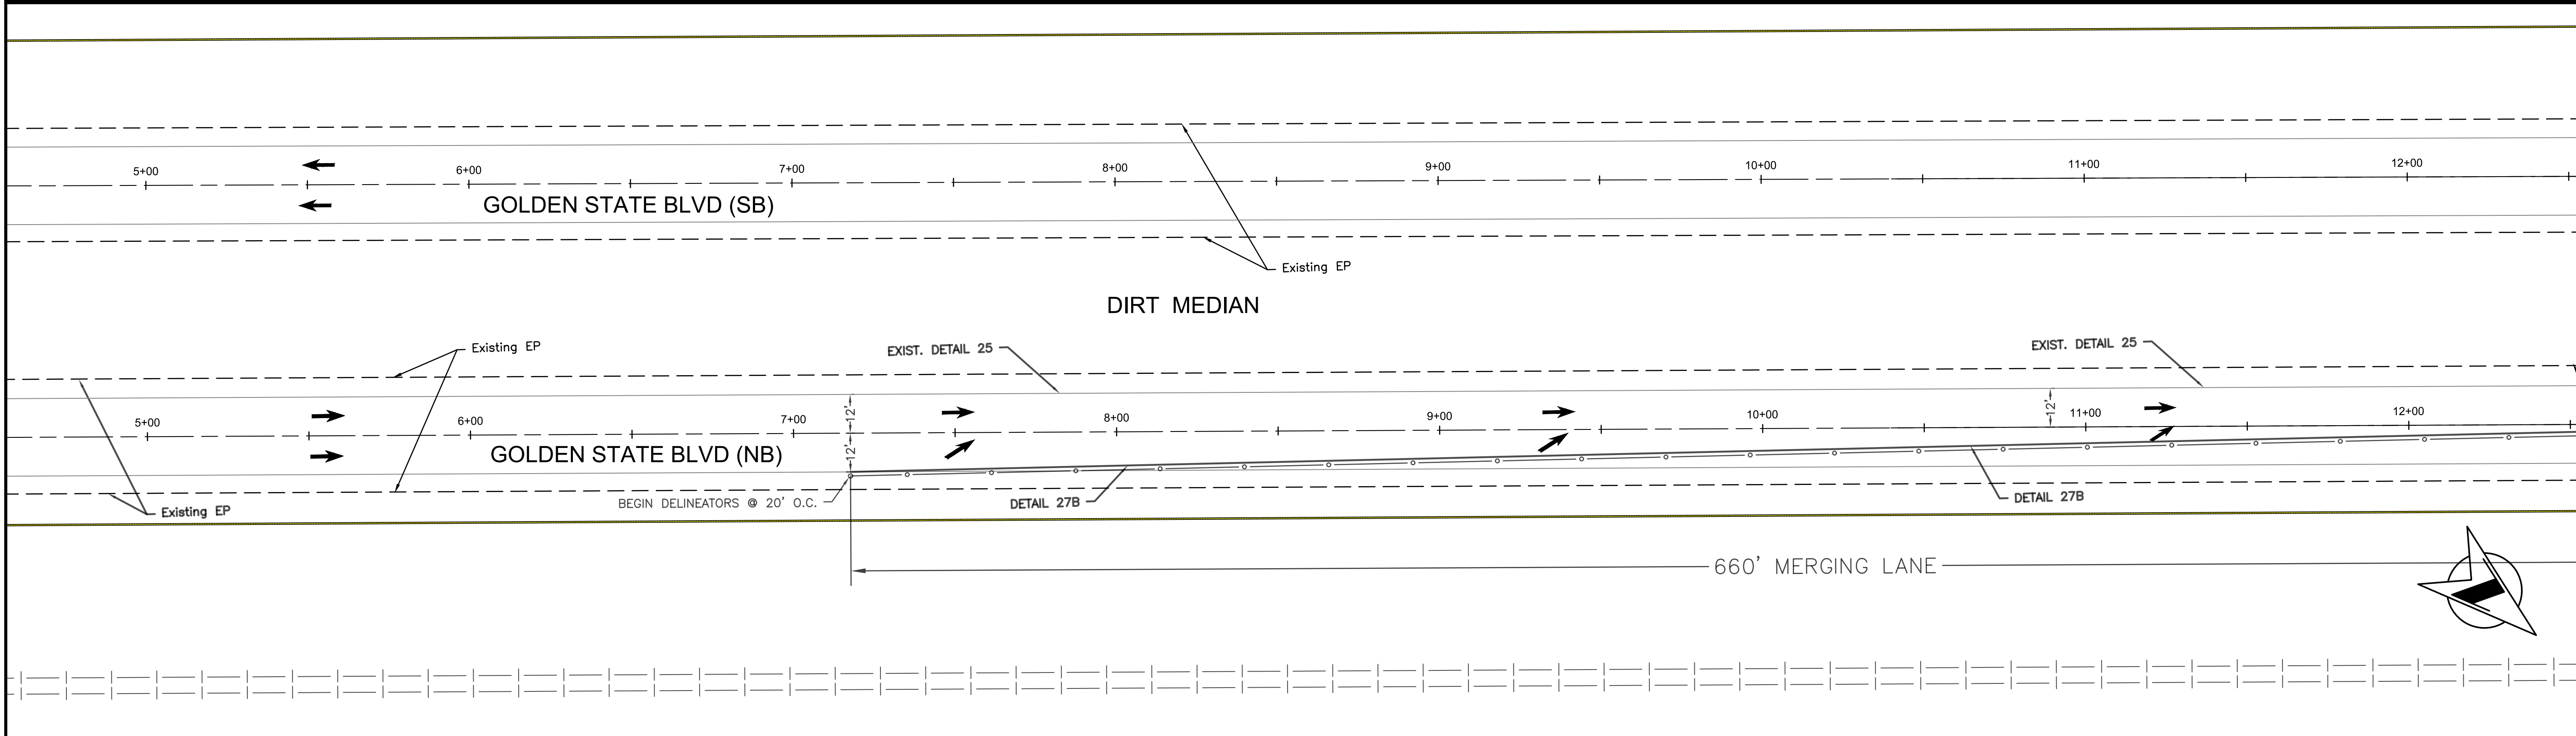 5+00
6+00
7+00
8+00
9+00
10+00
11+00
12+00
GOLDEN STATE BLVD (SB)
Existing EP
DIRT MEDIAN
Existing EP
EXIST. DETAIL 25
EXIST. DETAIL 25
12'
12'
5+00
6+00
7+00
8+00
9+00
10+00
11+00
12+00
GOLDEN STATE BLVD (NB)
12'
BEGIN DELINEATORS @ 20' O.C.
DETAIL 27B
DETAIL 27B
Existing EP
660' MERGING LANE